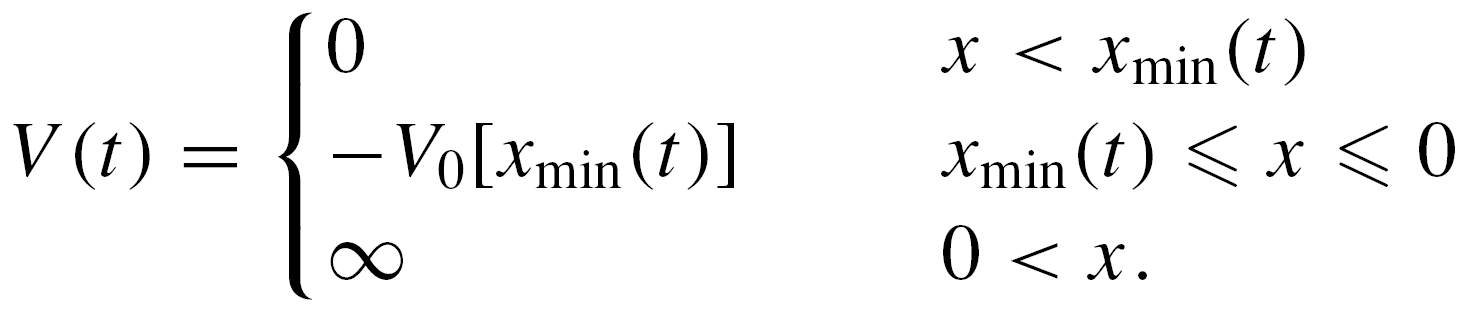 0 x < x_min(t)
V(t) = { −V_0[x_min(t)] x_min(t) ⩽ x ⩽ 0
∞ 0 < x.